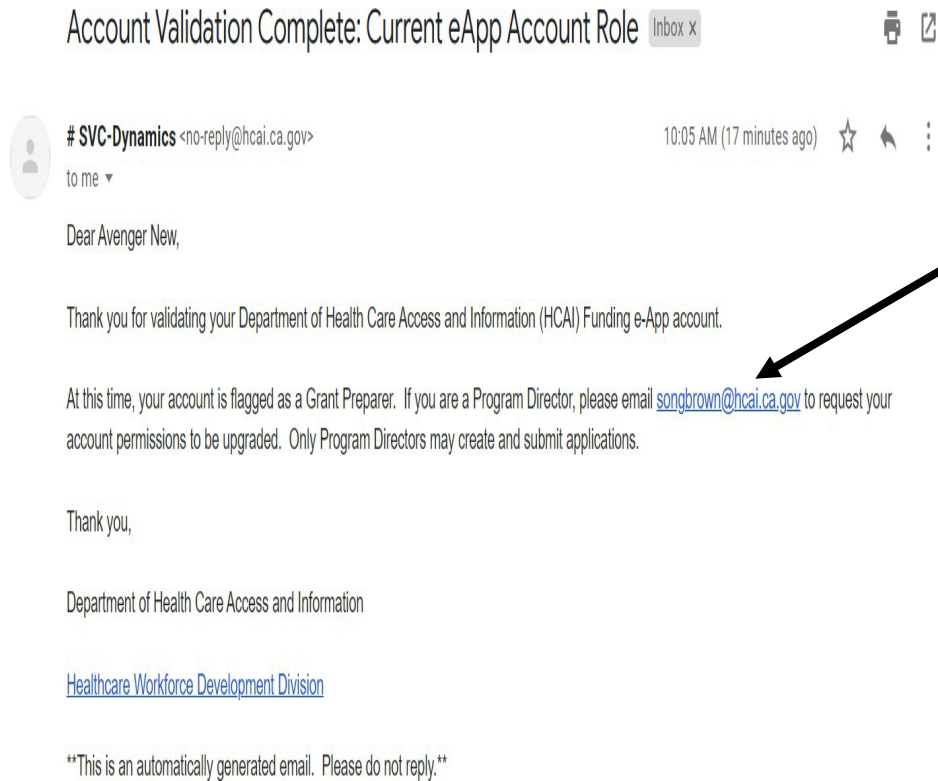 Account Validation Complete: Current eApp Account Role Inbox x
# SVC-Dynamics <no-reply@hcai.ca.gov> 10:05 AM (17 minutes ago)
to me
Dear Avenger New,
Thank you for validating your Department of Health Care Access and Information (HCAI) Funding e-App account.
At this time, your account is flagged as a Grant Preparer.  If you are a Program Director, please email songbrown@hcai.ca.gov to request your
account permissions to be upgraded.  Only Program Directors may create and submit applications.
Thank you,
Department of Health Care Access and Information
Healthcare Workforce Development Division
**This is an automatically generated email.  Please do not reply.**